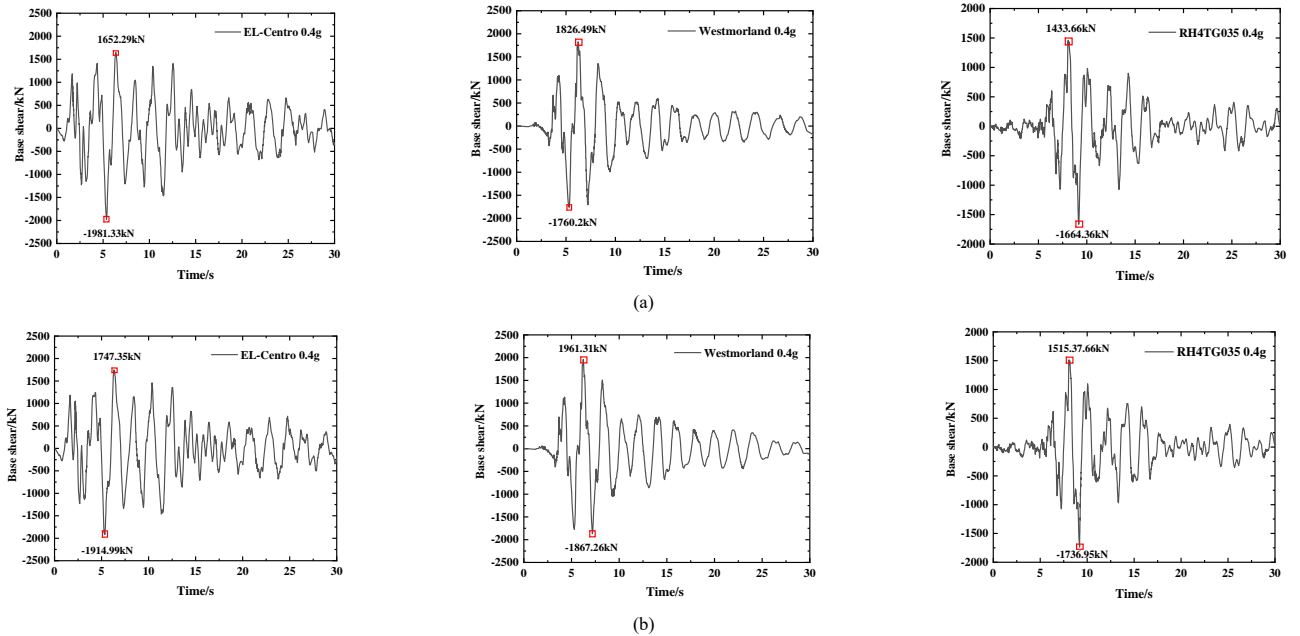 2500
2000
1500
1000
500
0
-500
-1000
-1500
-2000
-2500
Base shear/kN
1652.29kN
EL-Centro 0.4g
-1981.33kN
0 5 10 15 20 25 30
Time/s
2500
2000
1500
1000
500
0
-500
-1000
-1500
-2000
-2500
Base shear/kN
1826.49kN
Westmorland 0.4g
-1760.2kN
0 5 10 15 20 25 30
Time/s
2000
1500
1000
500
0
-500
-1000
-1500
-2000
Base shear/kN
1433.66kN
RH4TG035 0.4g
-1664.36kN
0 5 10 15 20 25 30
Time/s
(a)
2500
2000
1500
1000
500
0
-500
-1000
-1500
-2000
-2500
Base shear/kN
1747.35kN
EL-Centro 0.4g
-1914.99kN
0 5 10 15 20 25 30
Time/s
2500
2000
1500
1000
500
0
-500
-1000
-1500
-2000
-2500
Base shear/kN
1961.31kN
Westmorland 0.4g
-1867.26kN
0 5 10 15 20 25 30
Time/s
2000
1500
1000
500
0
-500
-1000
-1500
-2000
Base shear/kN
1515.37.66kN
RH4TG035 0.4g
-1736.95kN
0 5 10 15 20 25 30
Time/s
(b)